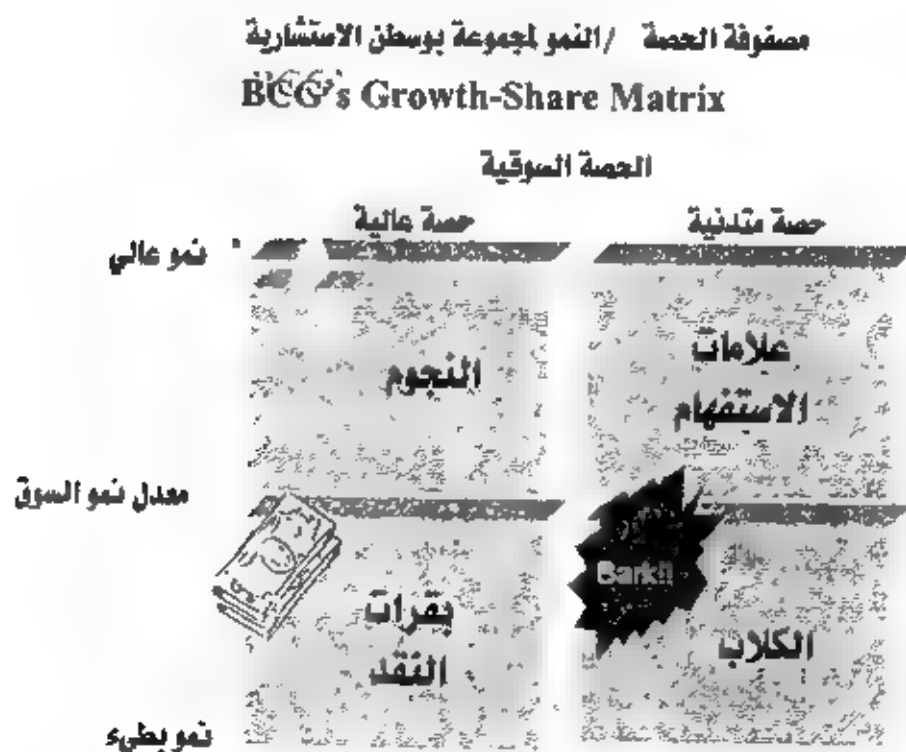 مصفوفة الحصة / النمو لمجموعة بوسطن الاستشارية
BCG's Growth-Share Matrix
الحصة السوقية
حصة متدنية حصة عالية
نمو عالي
علامات
الاستفهام
النجوم
معدل نمو السوق
Bark!!
بقرات
النقد
الكلاب
نمو بطيء